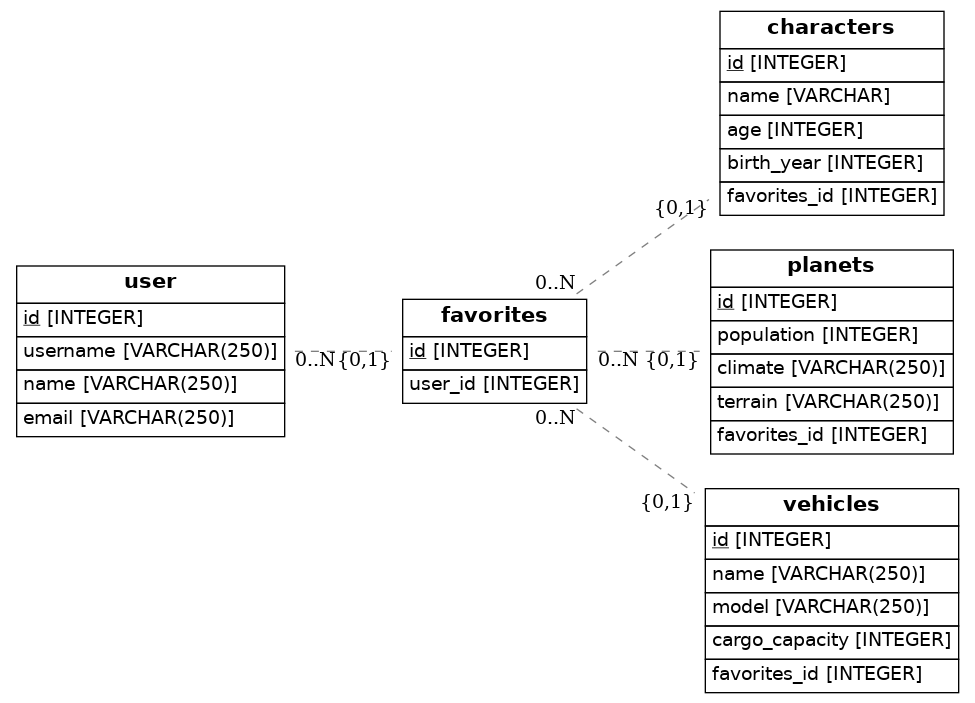 characters
id [INTEGER]
name [VARCHAR]
age [INTEGER]
birth_year [INTEGER]
favorites_id [INTEGER]
{0,1}
0..N
user
id [INTEGER]
username [VARCHAR(250)]
name [VARCHAR(250)]
email [VARCHAR(250)]
0..N {0,1}
favorites
id [INTEGER]
user_id [INTEGER]
0..N {0,1}
planets
id [INTEGER]
population [INTEGER]
climate [VARCHAR(250)]
terrain [VARCHAR(250)]
favorites_id [INTEGER]
0..N
{0,1}
vehicles
id [INTEGER]
name [VARCHAR(250)]
model [VARCHAR(250)]
cargo_capacity [INTEGER]
favorites_id [INTEGER]